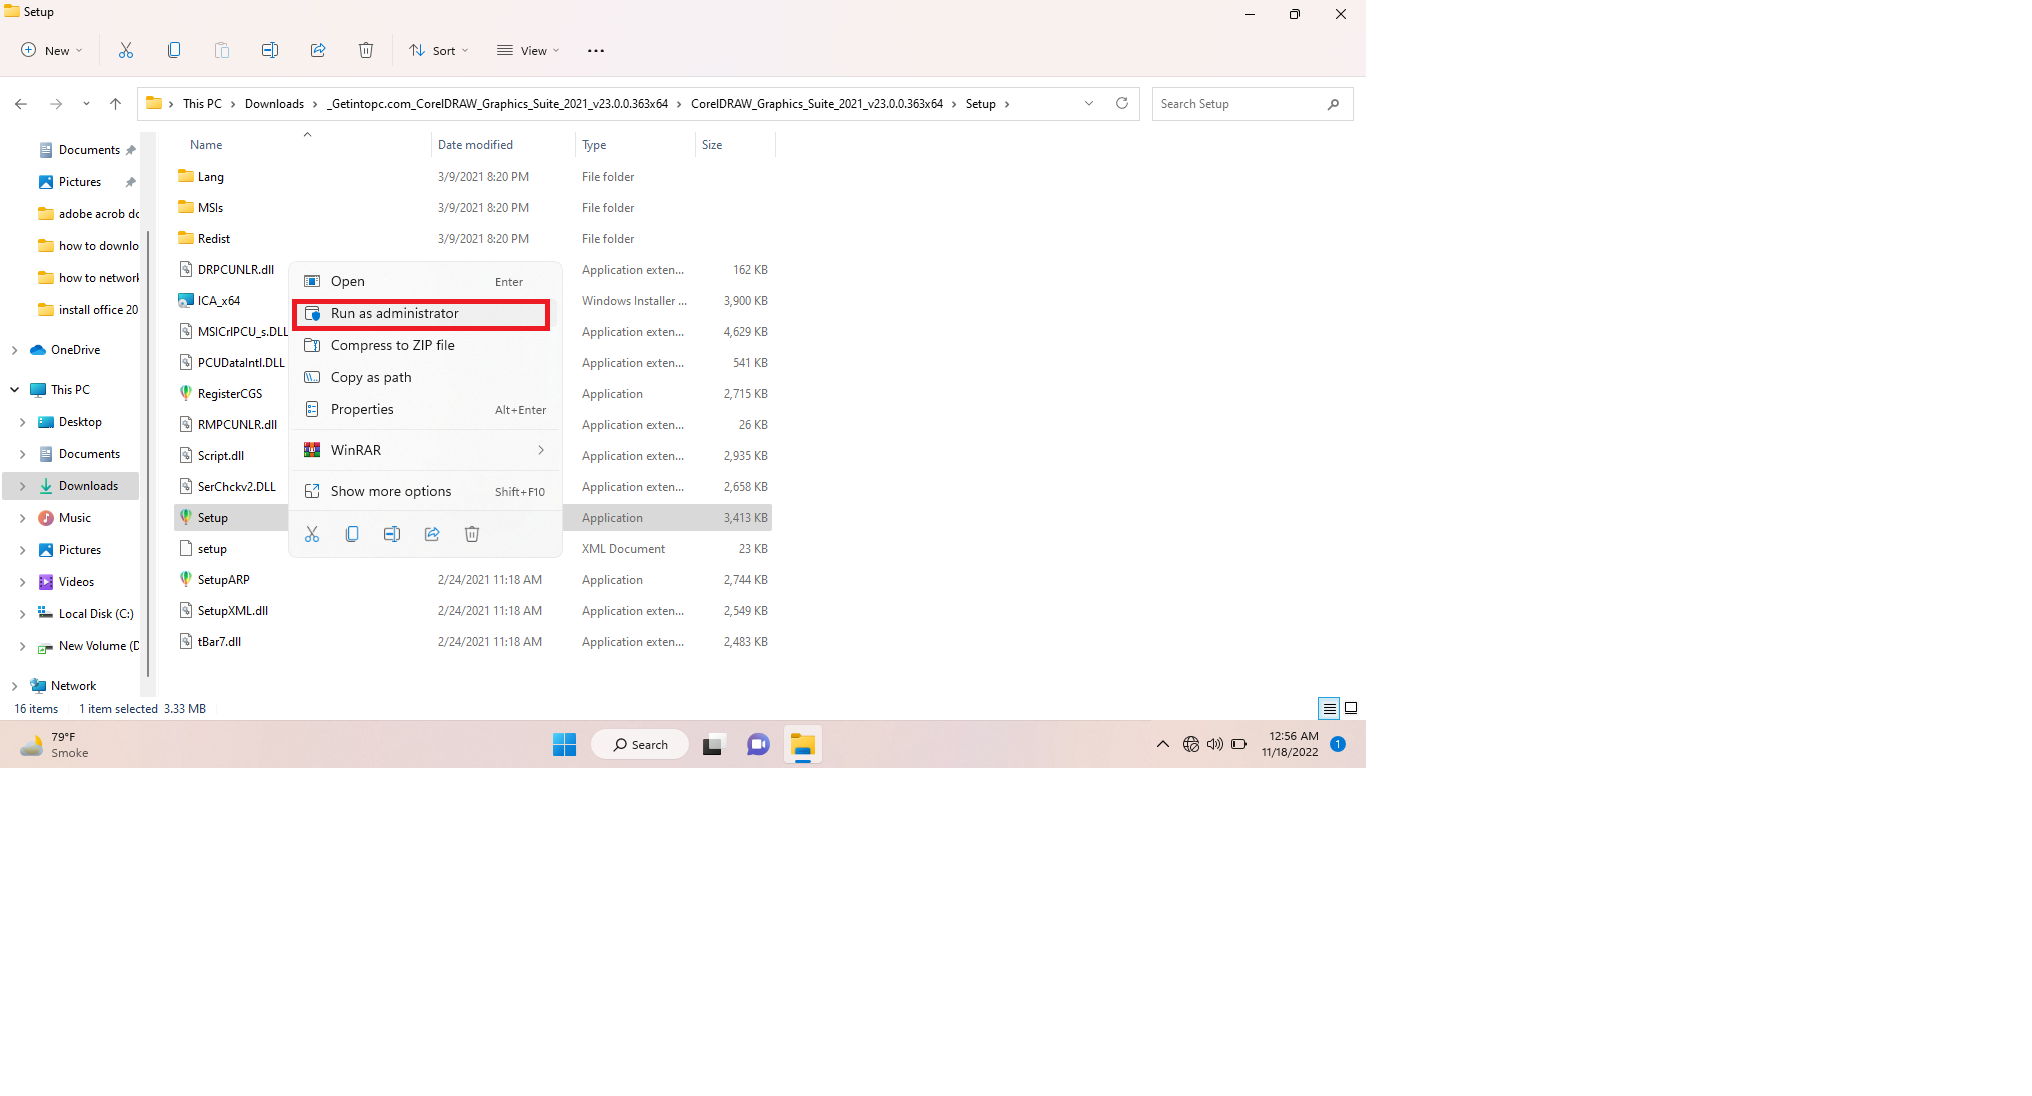 Setup
New
Sort
View
This PC > Downloads > _Getintopc.com_CorelDRAW_Graphics_Suite_2021_v23.0.0.363x64 > CorelDRAW_Graphics_Suite_2021_v23.0.0.363x64 > Setup >
Search Setup
Documents
Pictures
adobe acrob dc
how to downlo
how to network
install office 20
OneDrive
This PC
Desktop
Documents
Downloads
Music
Pictures
Videos
Local Disk (C:)
New Volume (D
Network
Name Date modified Type Size
Lang 3/9/2021 8:20 PM File folder
MSIs 3/9/2021 8:20 PM File folder
Redist 3/9/2021 8:20 PM File folder
DRPCUNLR.dll Application exten... 162 KB
ICA_x64 Windows Installer ... 3,900 KB
MSICrlPCU_s.DLL Application exten... 4,629 KB
PCUDataIntl.DLL Application exten... 541 KB
RegisterCGS Application 2,715 KB
RMPCUNLR.dll Application exten... 26 KB
Script.dll Application exten... 2,935 KB
SerChckv2.DLL Application exten... 2,658 KB
Setup Application 3,413 KB
setup XML Document 23 KB
SetupARP 2/24/2021 11:18 AM Application 2,744 KB
SetupXML.dll 2/24/2021 11:18 AM Application exten... 2,549 KB
tBar7.dll 2/24/2021 11:18 AM Application exten... 2,483 KB
Open Enter
Run as administrator
Compress to ZIP file
Copy as path
Properties Alt+Enter
WinRAR
Show more options Shift+F10
16 items 1 item selected 3.33 MB
79°F
Smoke
Search
12:56 AM
11/18/2022
1